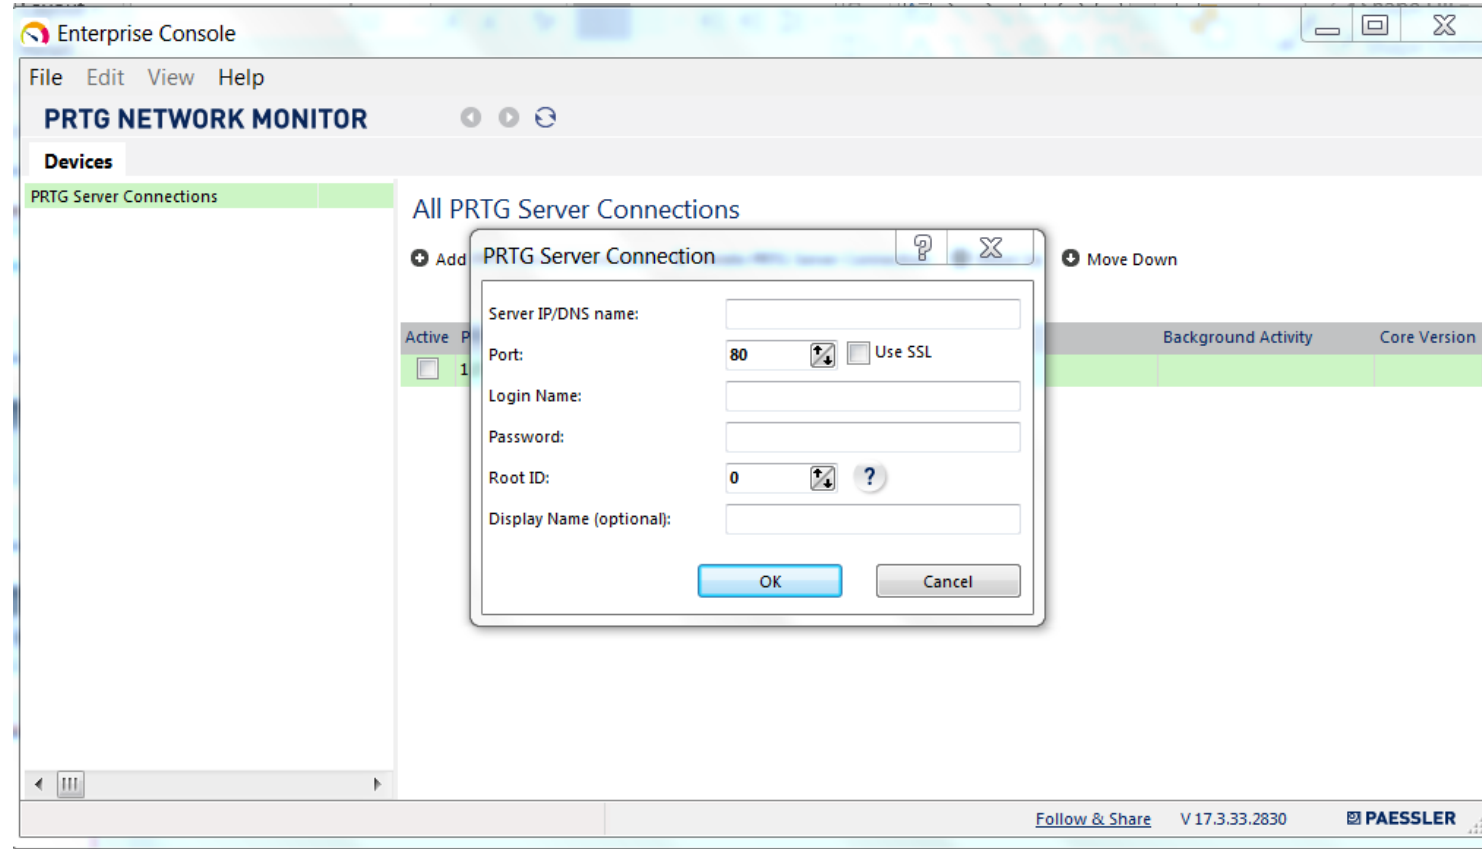 Enterprise Console
File Edit View Help
PRTG NETWORK MONITOR
Devices
PRTG Server Connections
All PRTG Server Connections
Add
Move Down
PRTG Server Connection
Server IP/DNS name:
Port: 80 Use SSL
Login Name:
Password:
Root ID: 0 ?
Display Name (optional):
OK Cancel
Active P Background Activity Core Version
1
Follow & Share V 17.3.33.2830 PAESSLER